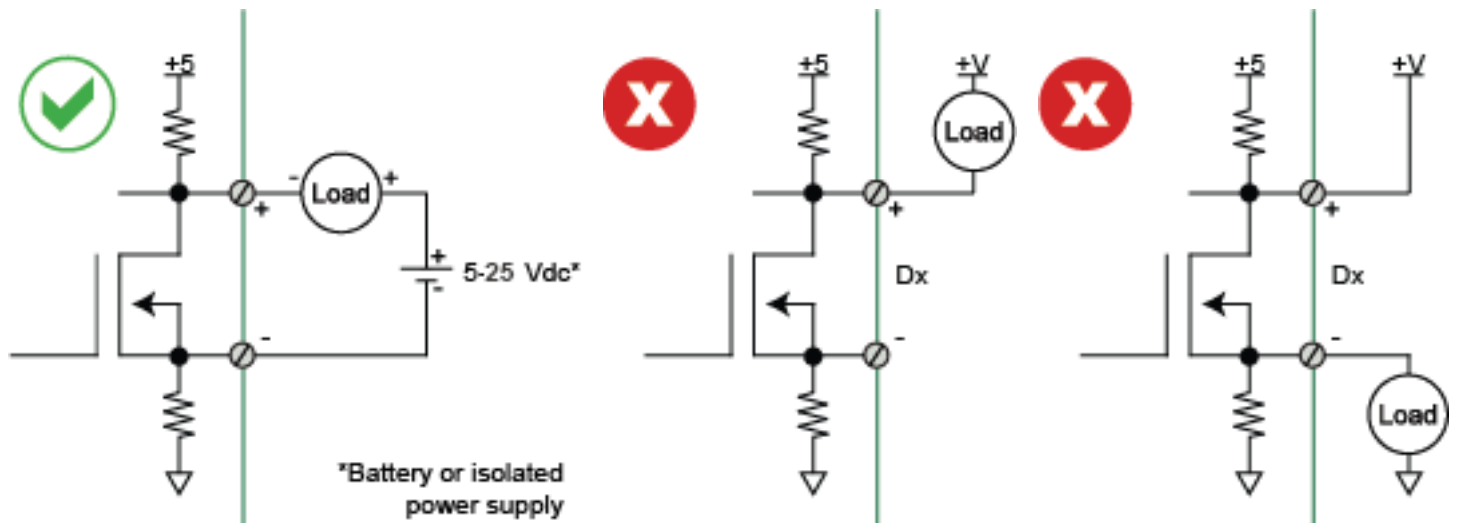 +5
-
Load
+
+
+
5-25 Vdc*
-
-
*Battery or isolated
power supply
X
+5
+V
Load
+
Dx
-
X
+5
+V
+
Dx
-
Load